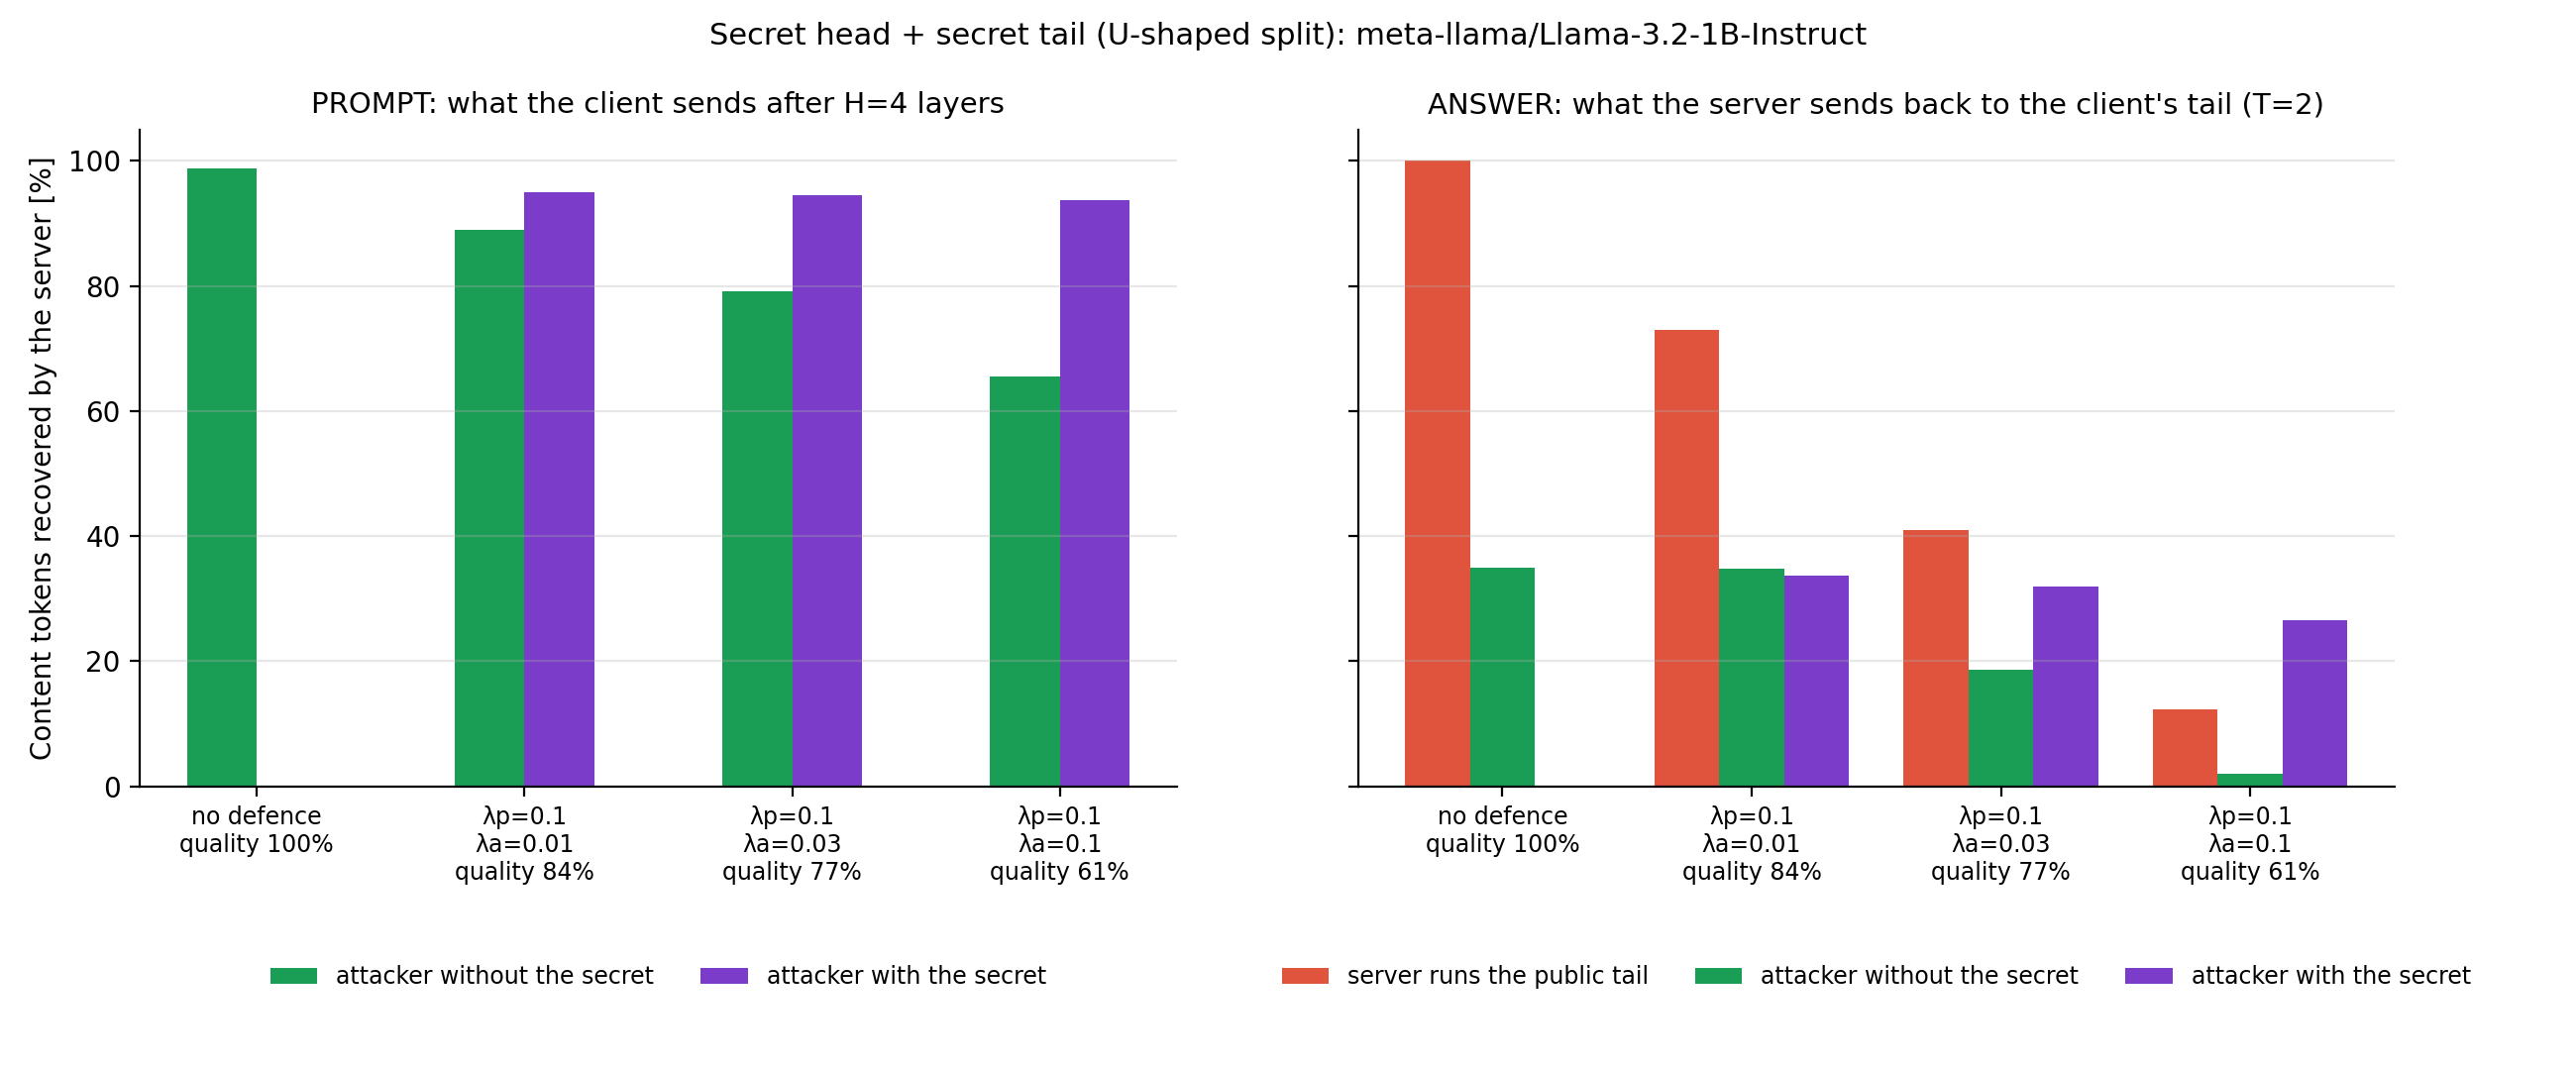 Secret head + secret tail (U-shaped split): meta-llama/Llama-3.2-1B-Instruct
PROMPT: what the client sends after H=4 layers
Content tokens recovered by the server [%]
100
80
60
40
20
0
no defence
quality 100%
λp=0.1
λa=0.01
quality 84%
λp=0.1
λa=0.03
quality 77%
λp=0.1
λa=0.1
quality 61%
attacker without the secret
attacker with the secret
ANSWER: what the server sends back to the client's tail (T=2)
no defence
quality 100%
λp=0.1
λa=0.01
quality 84%
λp=0.1
λa=0.03
quality 77%
λp=0.1
λa=0.1
quality 61%
server runs the public tail
attacker without the secret
attacker with the secret